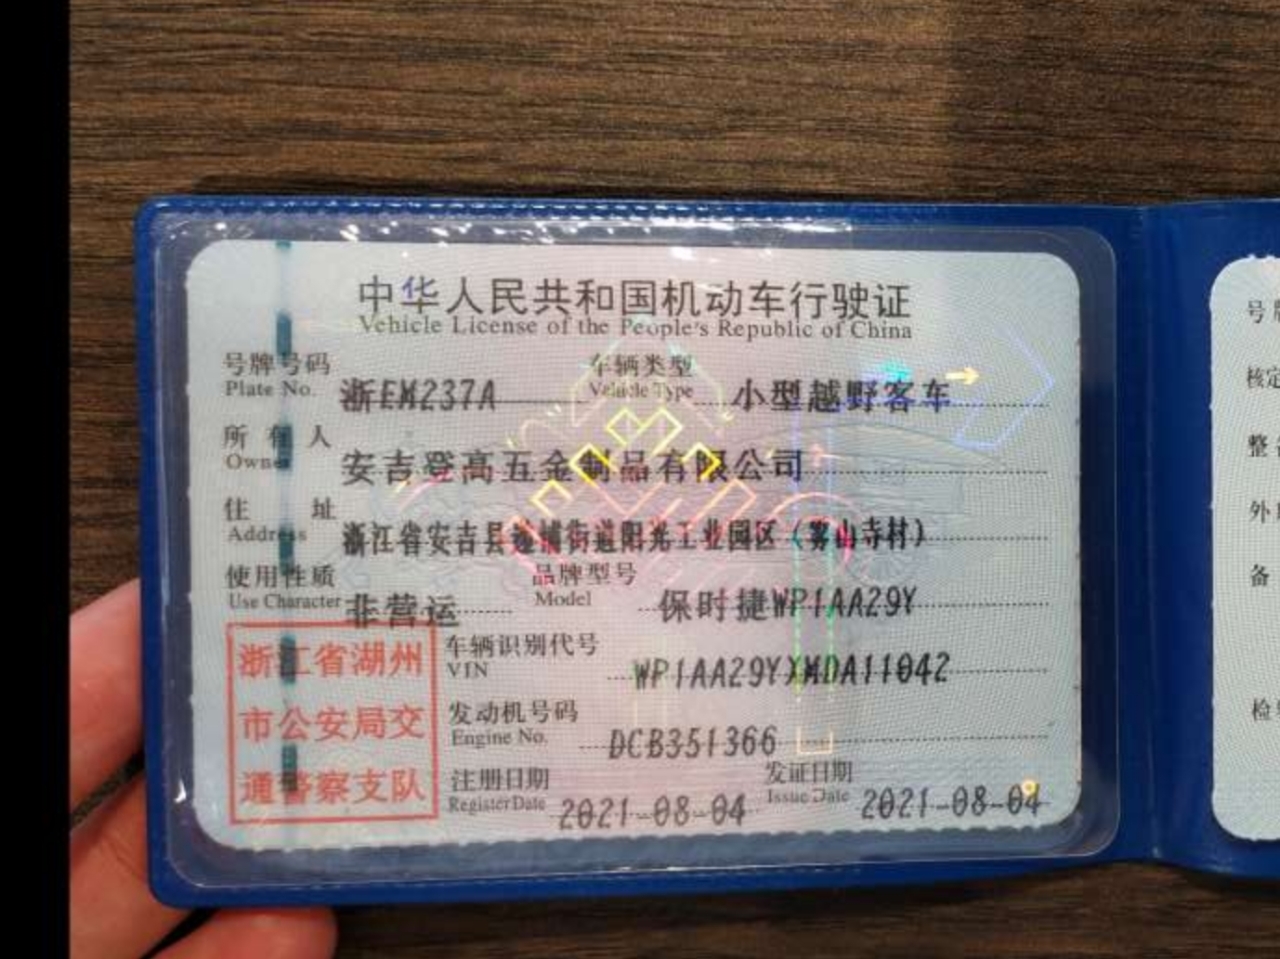 中华人民共和国机动车行驶证
Vehicle License of the People's Republic of China
号牌号码 车辆类型
Plate No. 浙EM237A Vehicle Type 小型越野客车
所有人
Owner 安吉登高五金制品有限公司
住址
Address 浙江省安吉县递铺街道阳光工业园区（雾山寺村）
使用性质 品牌型号
Use Character 非营运 Model 保时捷WP1AA29Y
浙江省湖州
市公安局交
通警察支队
车辆识别代号
VIN WP1AA29YXMDA11042
发动机号码
Engine No. DCB351366
注册日期 发证日期
Register Date 2021-08-04 Issue Date 2021-08-04
号
核定
整
外
备
检